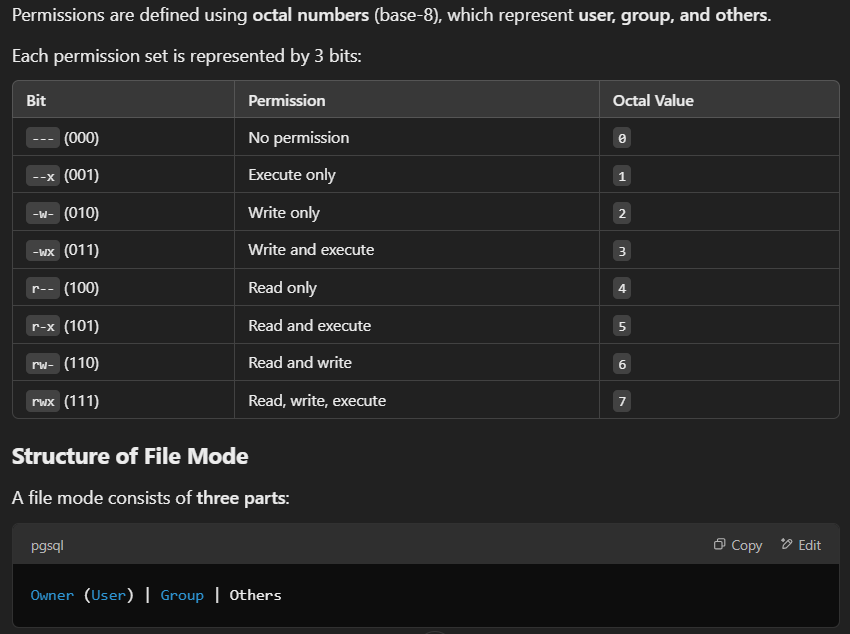 Permissions are defined using octal numbers (base-8), which represent user, group, and others.
Each permission set is represented by 3 bits:
Bit Permission Octal Value
--- (000) No permission 0
--x (001) Execute only 1
-w- (010) Write only 2
-wx (011) Write and execute 3
r-- (100) Read only 4
r-x (101) Read and execute 5
rw- (110) Read and write 6
rwx (111) Read, write, execute 7
Structure of File Mode
A file mode consists of three parts:
pgsql Copy Edit
Owner (User) | Group | Others